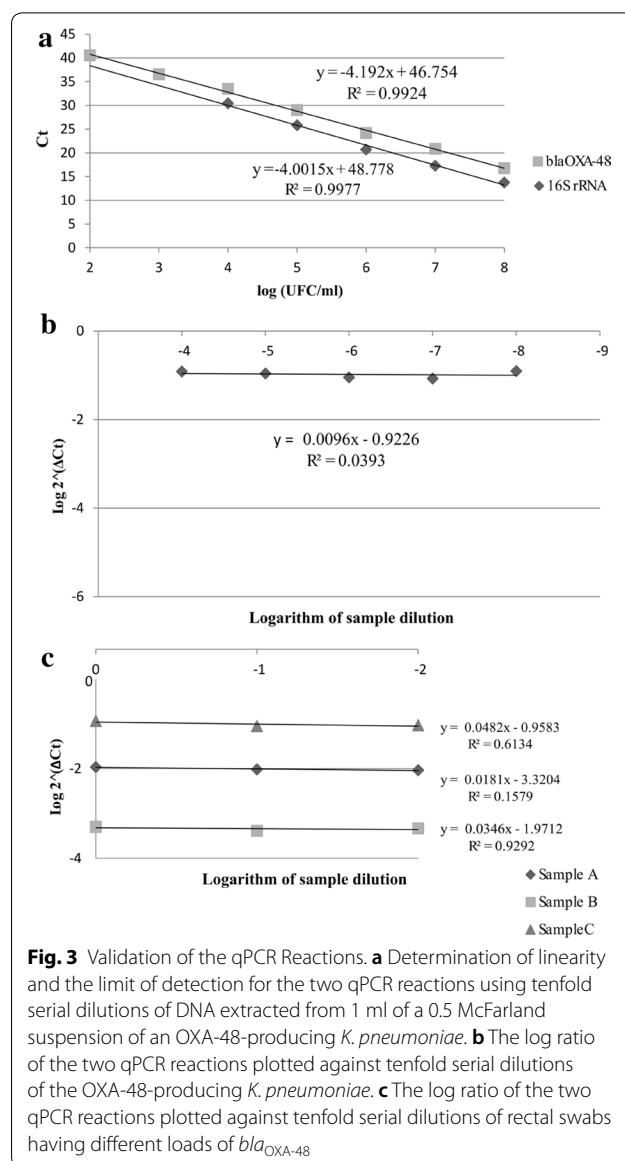 a
45
40
35
30
25
20
15
10
5
0
Ct
y=-4.192x+46.754
R² = 0.9924
y=-4.0015x+48.778
R² = 0.9977
blaOXA-48
16S rRNA
2 3 4 5 6 7 8
log (UFC/ml)
b
0
-2
-4
-6
-4 -5 -6 -7 -8 -9
Log 2^(ΔCt)
y = 0.0096x - 0.9226
R² = 0.0393
Logarithm of sample dilution
c
0 -1 -2
0
-2
-4
Log 2^(ΔCt)
y = 0.0482x - 0.9583
R² = 0.6134
y = 0.0181x - 3.3204
R² = 0.1579
y = 0.0346x - 1.9712
R² = 0.9292
Logarithm of sample dilution
Sample A
Sample B
SampleC
Fig. 3 Validation of the qPCR Reactions. a Determination of linearity
and the limit of detection for the two qPCR reactions using tenfold
serial dilutions of DNA extracted from 1 ml of a 0.5 McFarland
suspension of an OXA-48-producing K. pneumoniae. b The log ratio
of the two qPCR reactions plotted against tenfold serial dilutions
of the OXA-48-producing K. pneumoniae. c The log ratio of the two
qPCR reactions plotted against tenfold serial dilutions of rectal swabs
having different loads of blaOXA-48